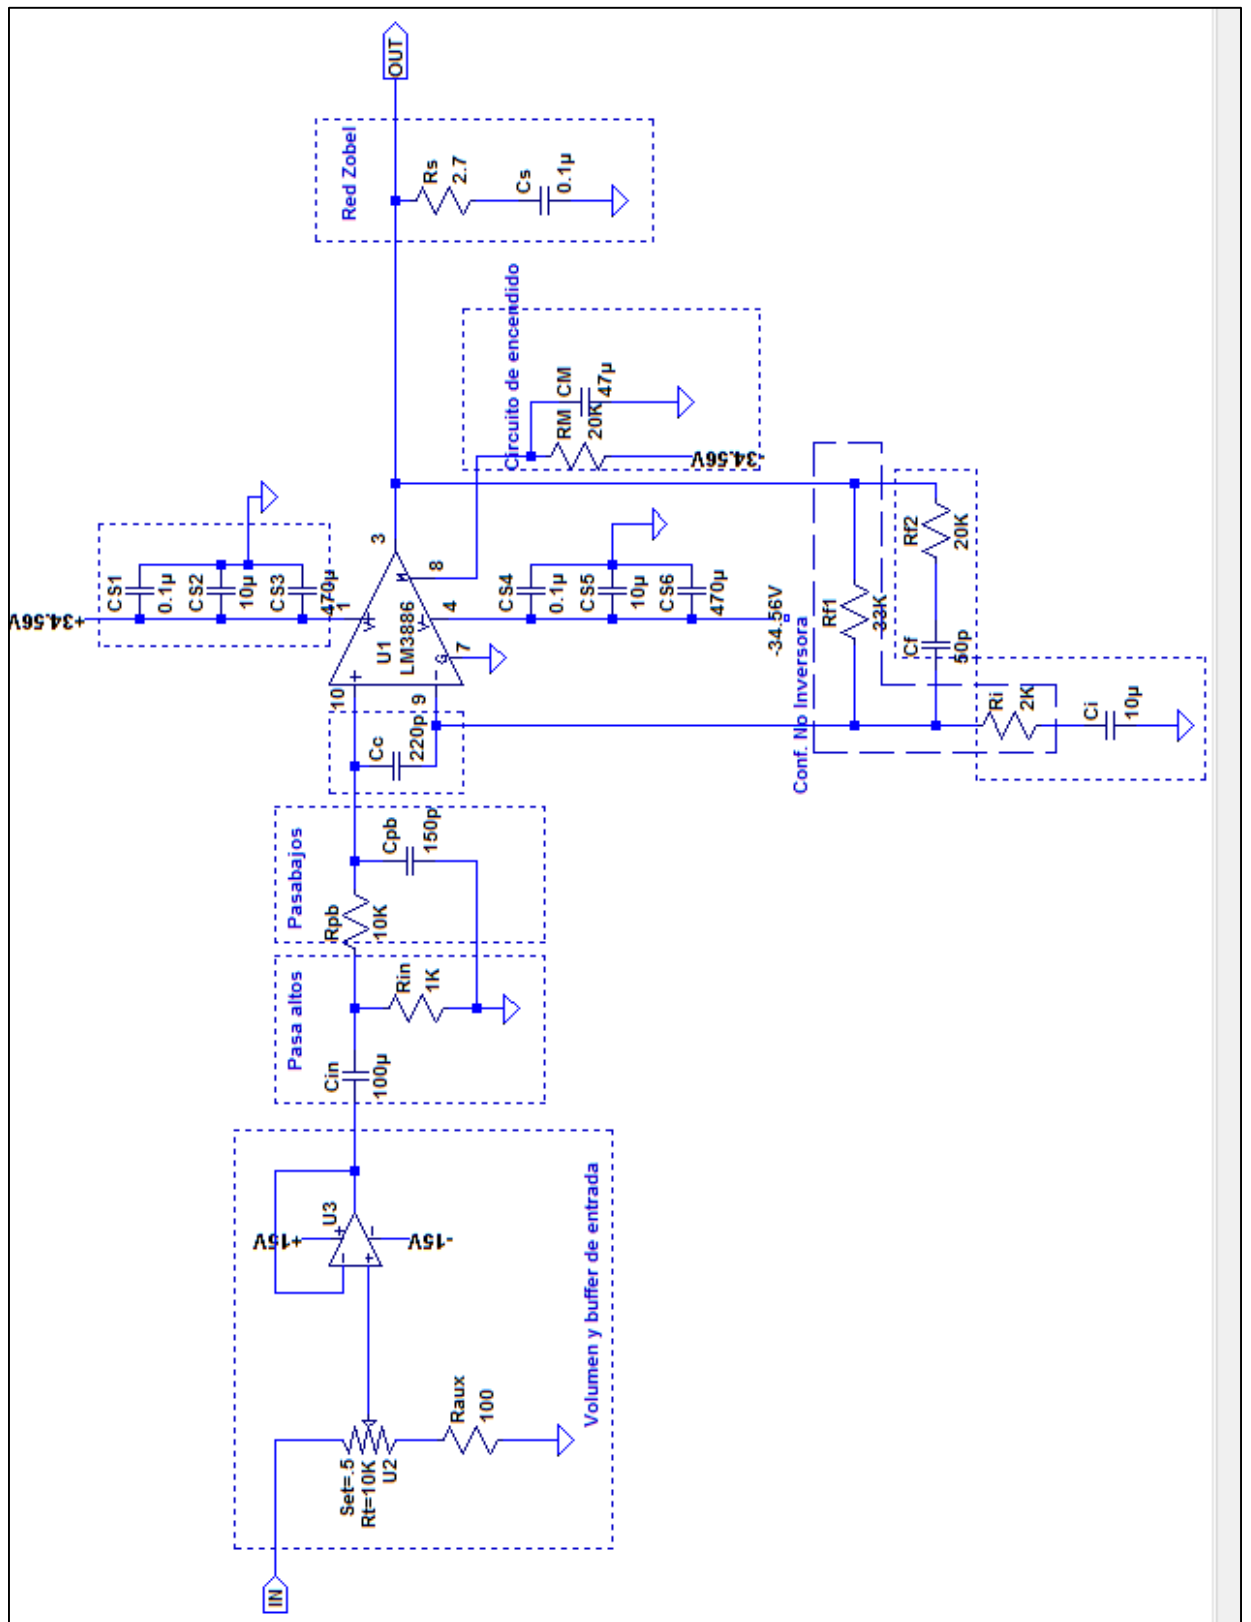 IN
Set=.5
Rt=10K
U2
Raux
100
+15V
U3
-15V
Volumen y buffer de entrada
Pasa altos
Cin
100µ
Rin
1K
Pasabajos
Rpb
10K
Cpb
150p
Cc
220p
+34.56V
CS1
0.1µ
CS2
10µ
CS3
470µ
1
10
9
U1
LM3886
3
8
4
7
CS4
0.1µ
CS5
10µ
CS6
470µ
-34.56V
Circuito de encendido
RM
20K
CM
47µ
-34.56V
Red Zobel
Rs
2.7
Cs
0.1µ
OUT
Conf. No Inversora
Rf1
33K
Rf2
20K
Cf
50p
Ri
2K
Ci
10µ